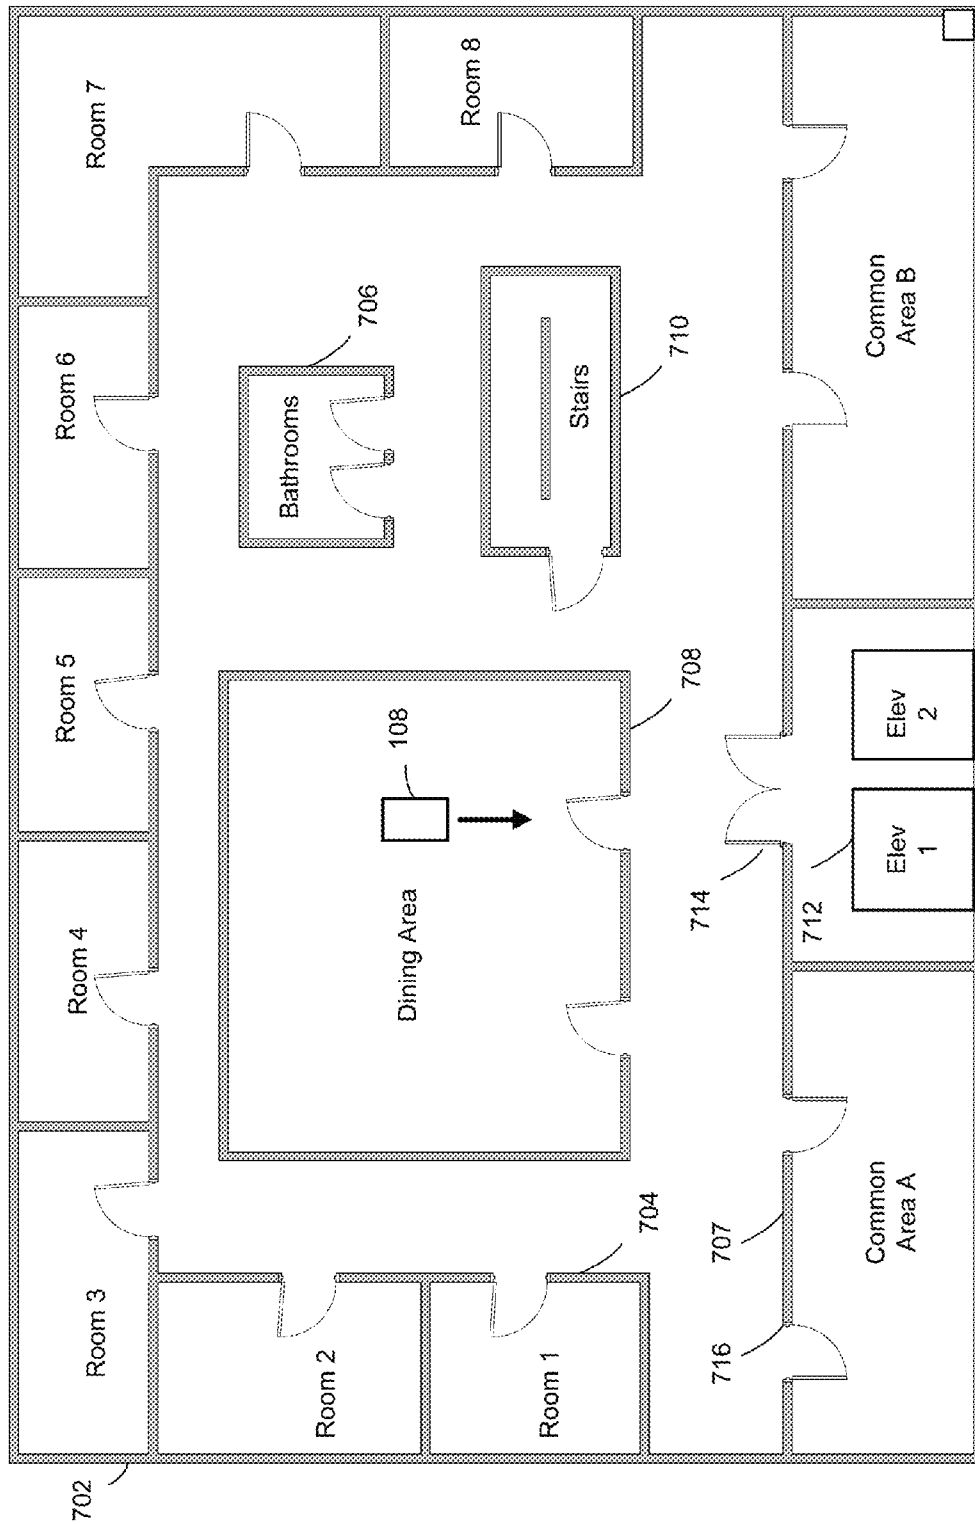 702
Room 3
Room 4
Room 5
Room 6
Room 7
Room 2
Bathrooms
706
Dining Area
108
Room 8
Room 1
Stairs
704
708
710
716
707
714
712
Common
Area A
Elev
1
Elev
2
Common
Area B